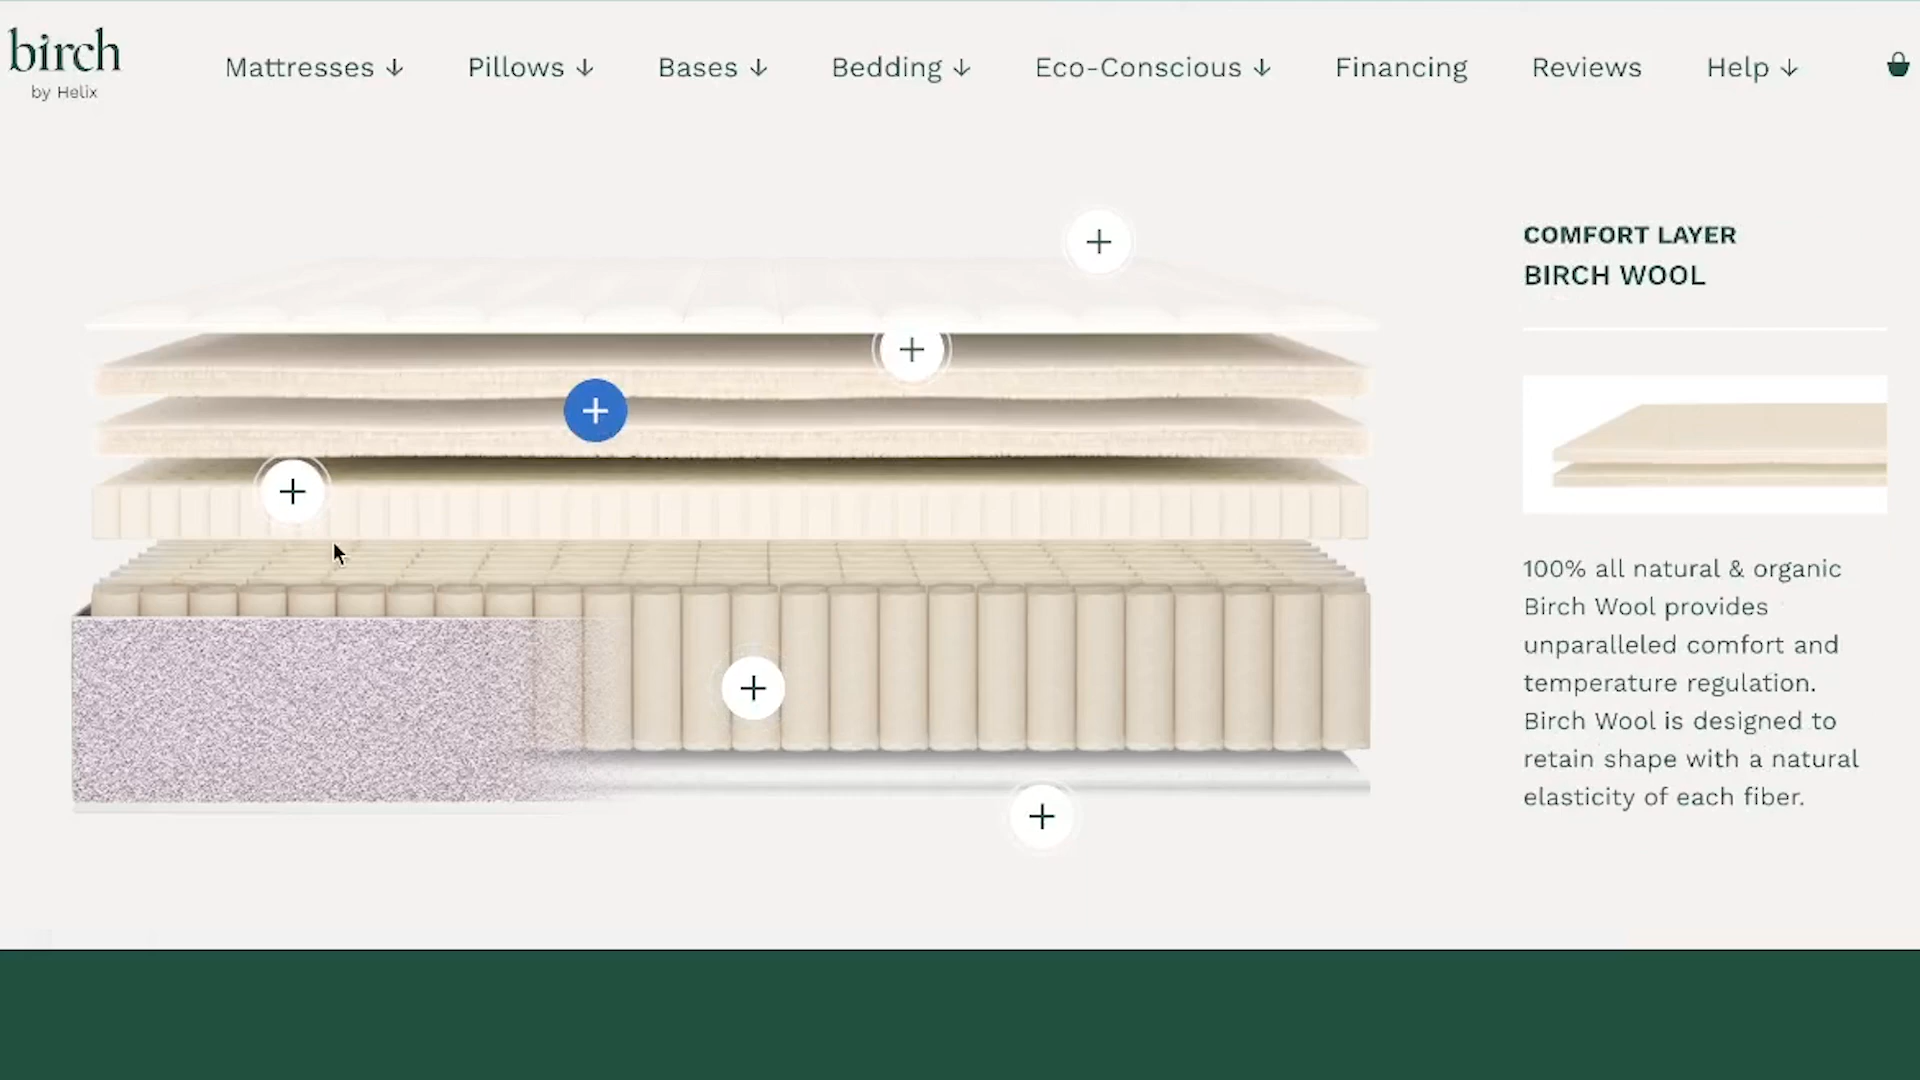 birch
by Helix
Mattresses ↓
Pillows ↓
Bases ↓
Bedding ↓
Eco-Conscious ↓
Financing
Reviews
Help ↓
COMFORT LAYER
BIRCH WOOL
100% all natural & organic
Birch Wool provides
unparalleled comfort and
temperature regulation.
Birch Wool is designed to
retain shape with a natural
elasticity of each fiber.